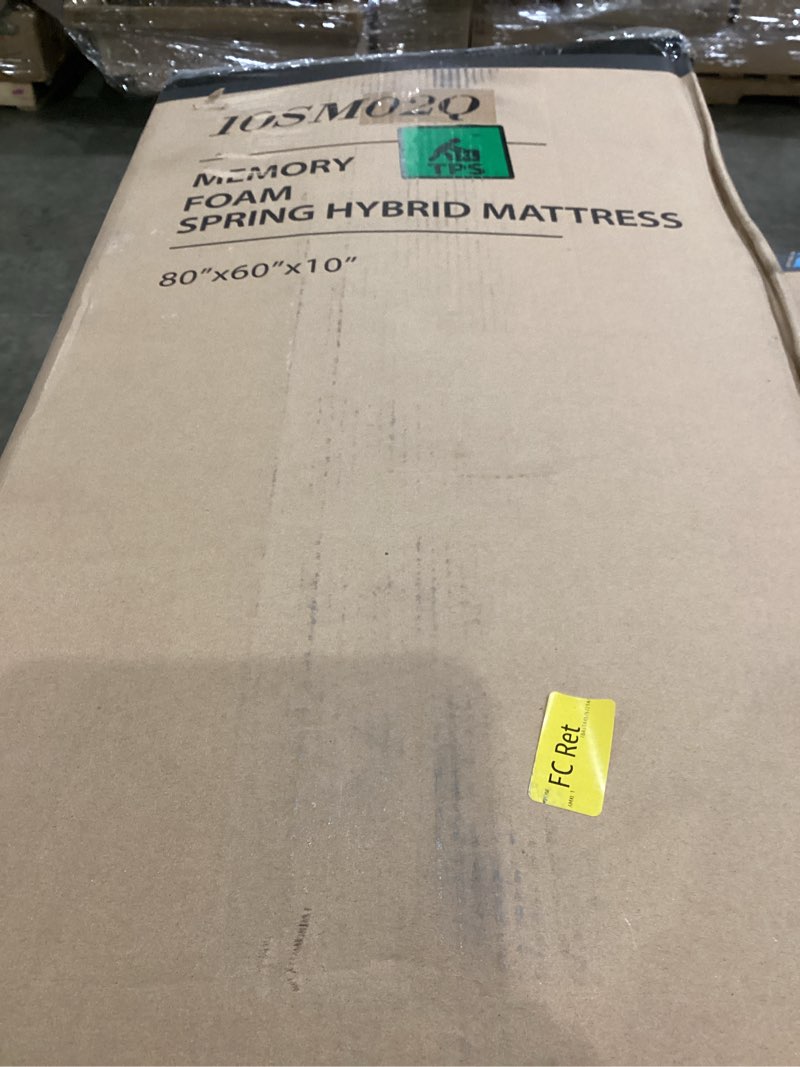 10SM02Q
TPS
MEMORY
FOAM
SPRING HYBRID MATTRESS
80"x60"x10"
FC Ret